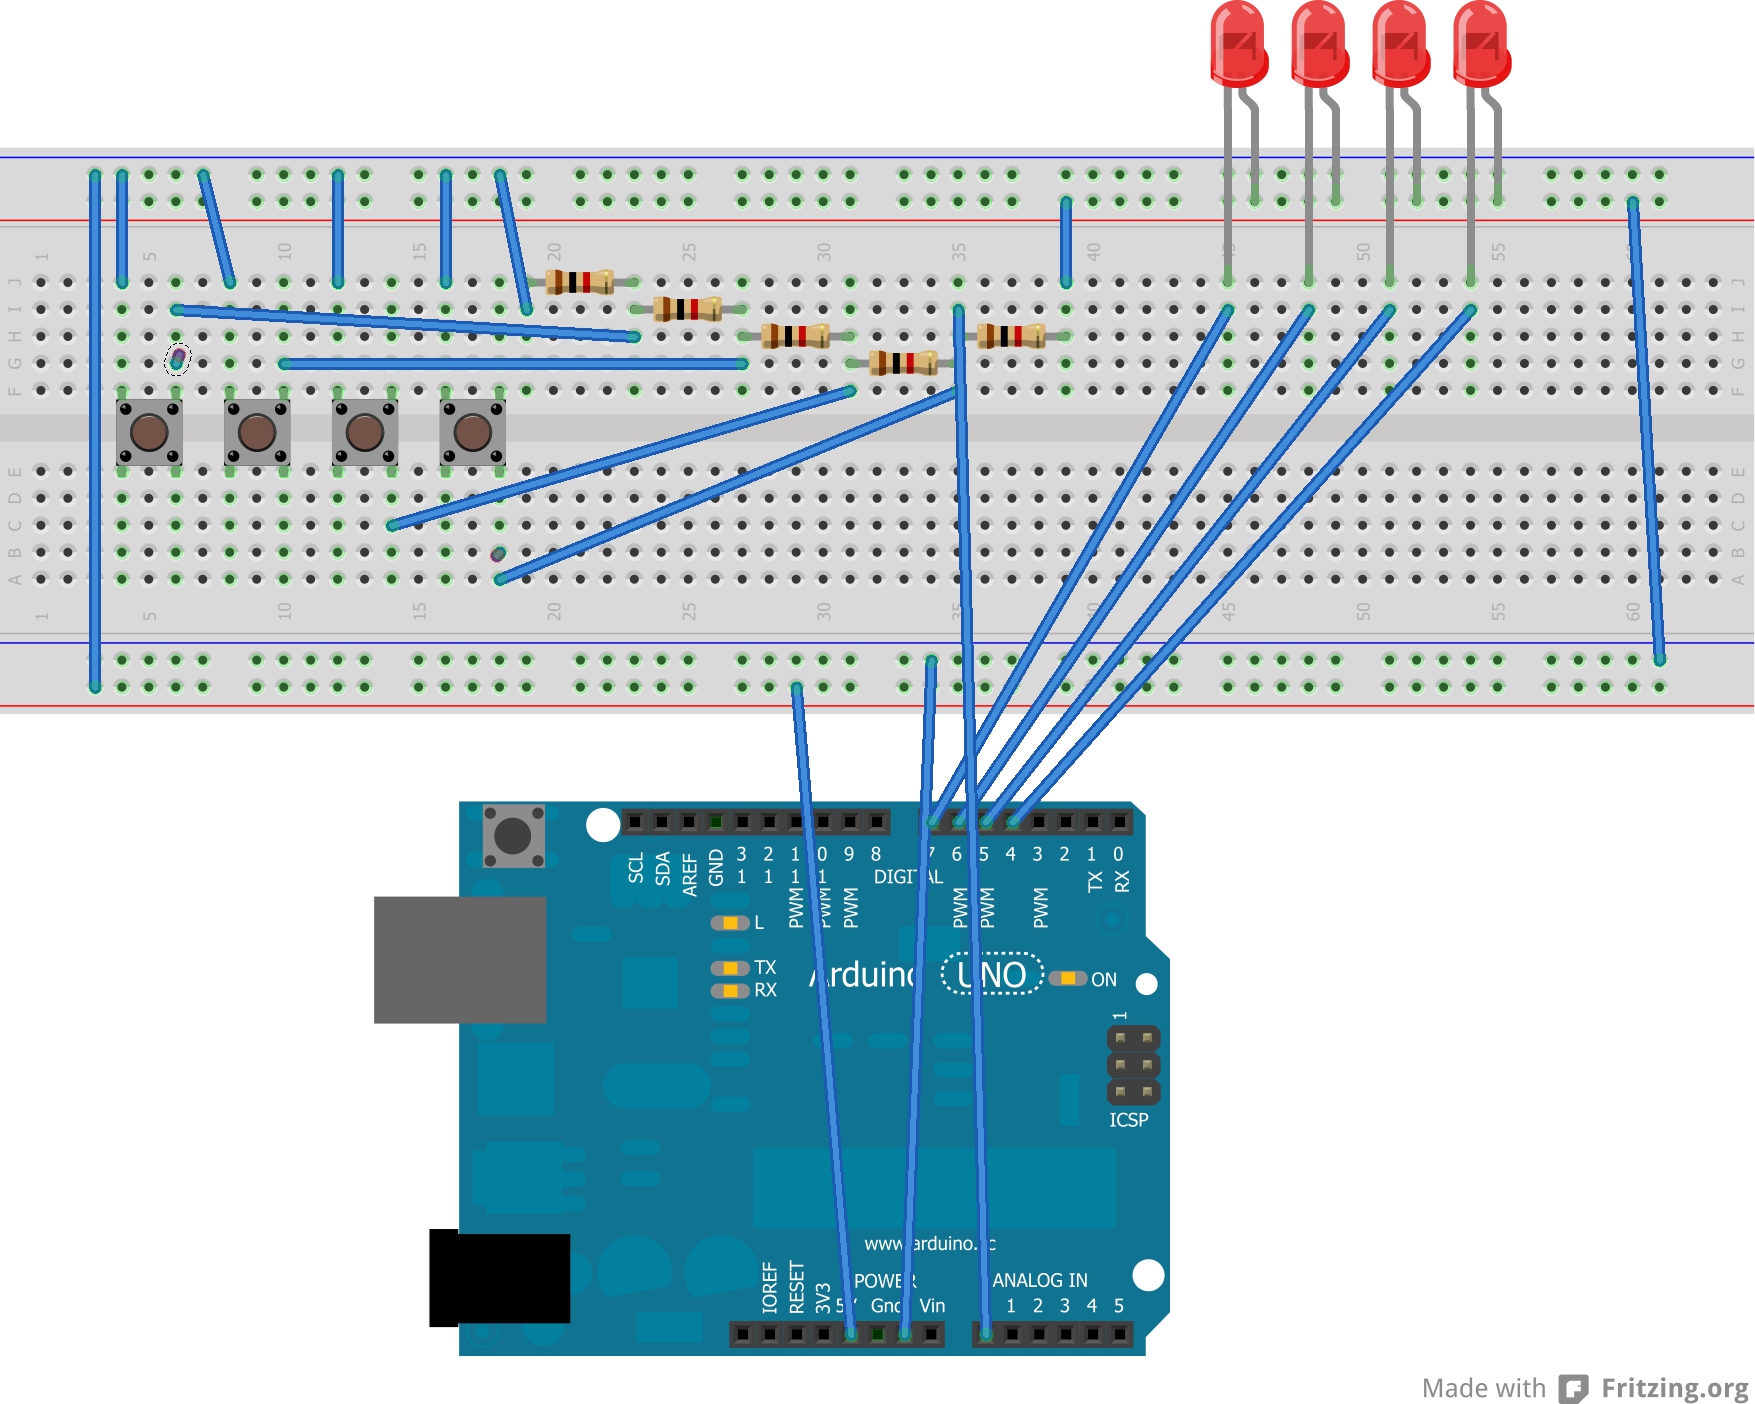 1 5 10 15 20 25 30 35 40 45 50 55 60
J J
I I
H H
G G
F F
E E
D D
C C
B B
A A
1 5 10 15 20 25 30 35 40 45 50 55 60
SCL SDA AREF GND 13 12 11 10 9 8 7 6 5 4 3 2 1 0
PWM PWM PWM DIGITAL PWM PWM PWM TX RX
L
TX
RX
Arduino UNO ON
1
ICSP
www.arduino.cc
IOREF RESET 3V3 POWER ANALOG IN
5V Gnd Vin 1 2 3 4 5
Made with Fritzing.org